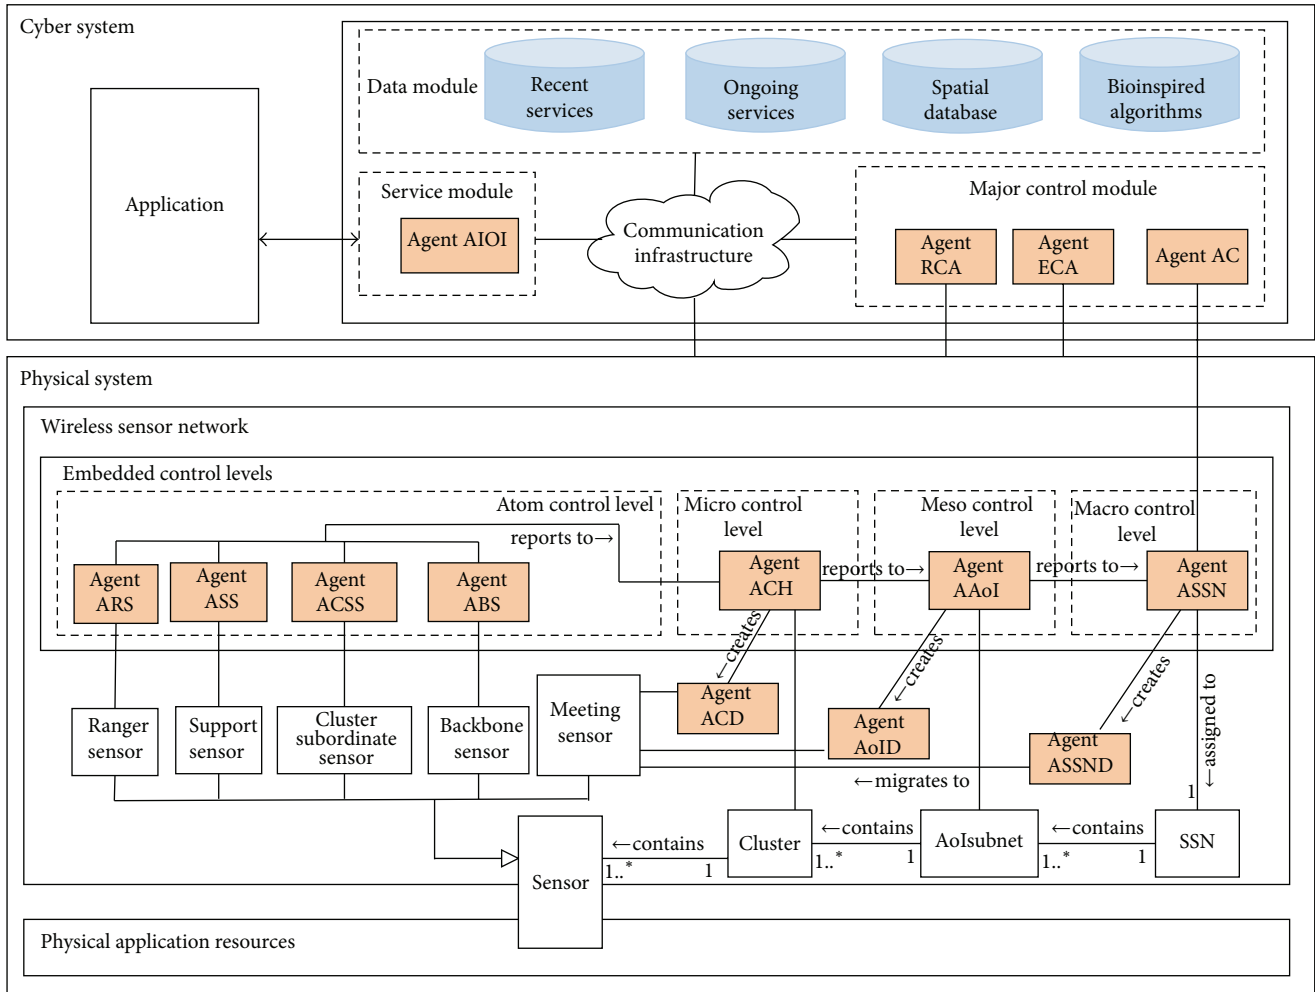 Cyber system
Data module
Recent
services
Ongoing
services
Spatial
database
Bioinspired
algorithms
Application
Service module
Agent AIOI
Communication
infrastructure
Major control module
Agent
RCA
Agent
ECA
Agent AC
Physical system
Wireless sensor network
Embedded control levels
Atom control level
reports to→
Micro control
level
Meso control
level
Macro control
level
Agent
ARS
Agent
ASS
Agent
ACSS
Agent
ABS
Agent
ACH
reports to→
Agent
AAoI
reports to→
Agent
ASSN
←creates
←creates
←creates
←assigned to
1
Ranger
sensor
Support
sensor
Cluster
subordinate
sensor
Backbone
sensor
Meeting
sensor
Agent
ACD
Agent
AoID
Agent
ASSND
←migrates to
Sensor
←contains
1..*
1
Cluster
←contains
1..*
1
AoIsubnet
←contains
1..*
1
SSN
Physical application resources